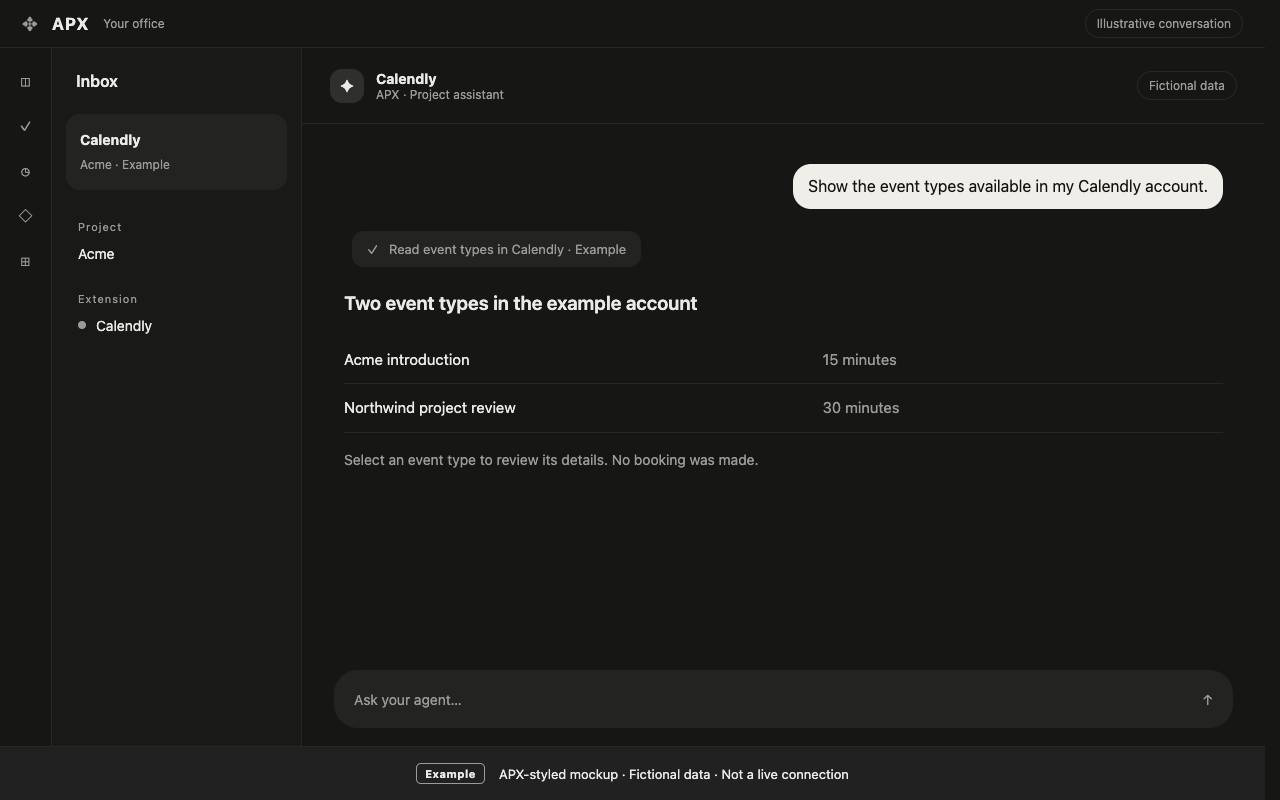 APX Your office
Illustrative conversation
Inbox
Calendly
Acme · Example
Project
Acme
Extension
Calendly
Calendly
APX · Project assistant
Fictional data
Show the event types available in my Calendly account.
Read event types in Calendly · Example
Two event types in the example account
Acme introduction 15 minutes
Northwind project review 30 minutes
Select an event type to review its details. No booking was made.
Ask your agent...
Example APX-styled mockup · Fictional data · Not a live connection